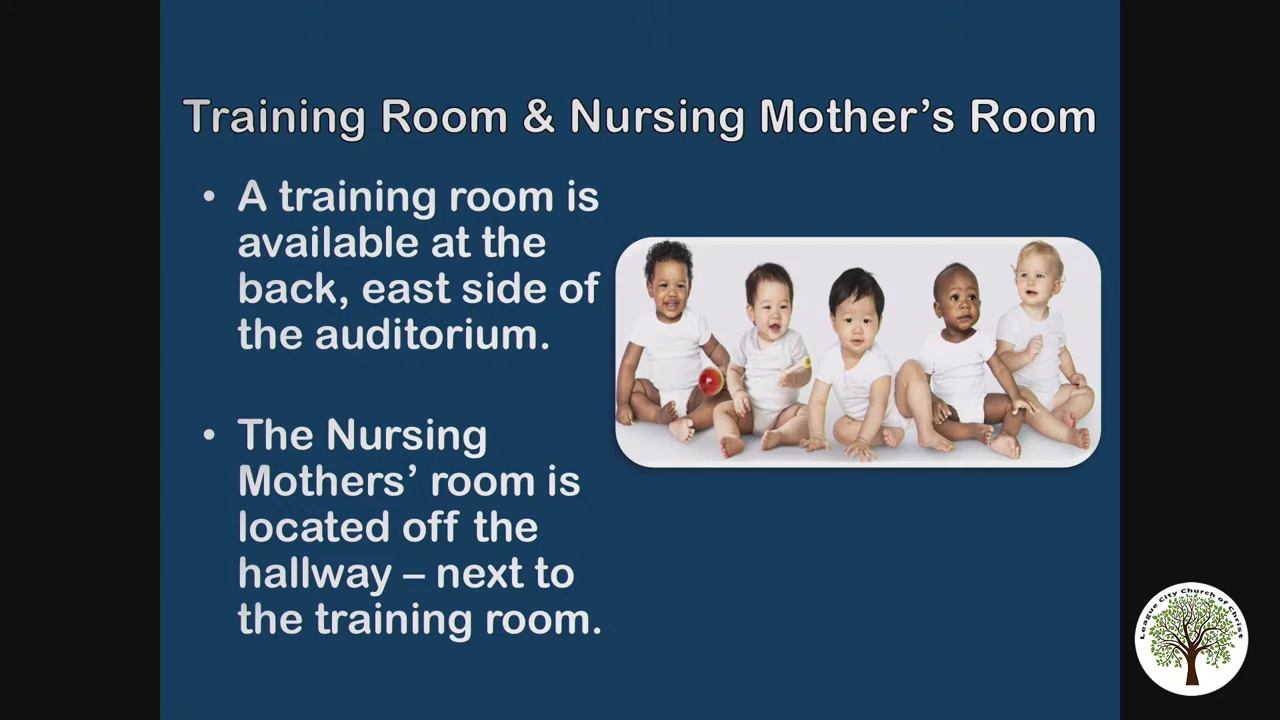 Training Room & Nursing Mother’s Room
• A training room is
available at the
back, east side of
the auditorium.
• The Nursing
Mothers’ room is
located off the
hallway – next to
the training room.
League City Church of Christ